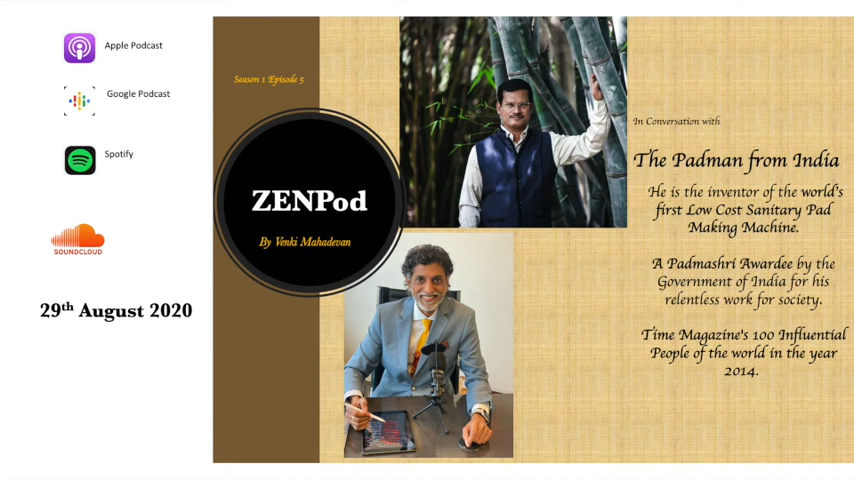 Apple Podcast
Google Podcast
Spotify
SOUNDCLOUD
29th August 2020
Season 1 Episode 5
ZENPod
By Venki Mahadevan
In Conversation with
The Padman from India
He is the inventor of the world's
first Low Cost Sanitary Pad
Making Machine.
A Padmashri Awardee by the
Government of India for his
relentless work for society.
Time Magazine's 100 Influential
People of the world in the year
2014.